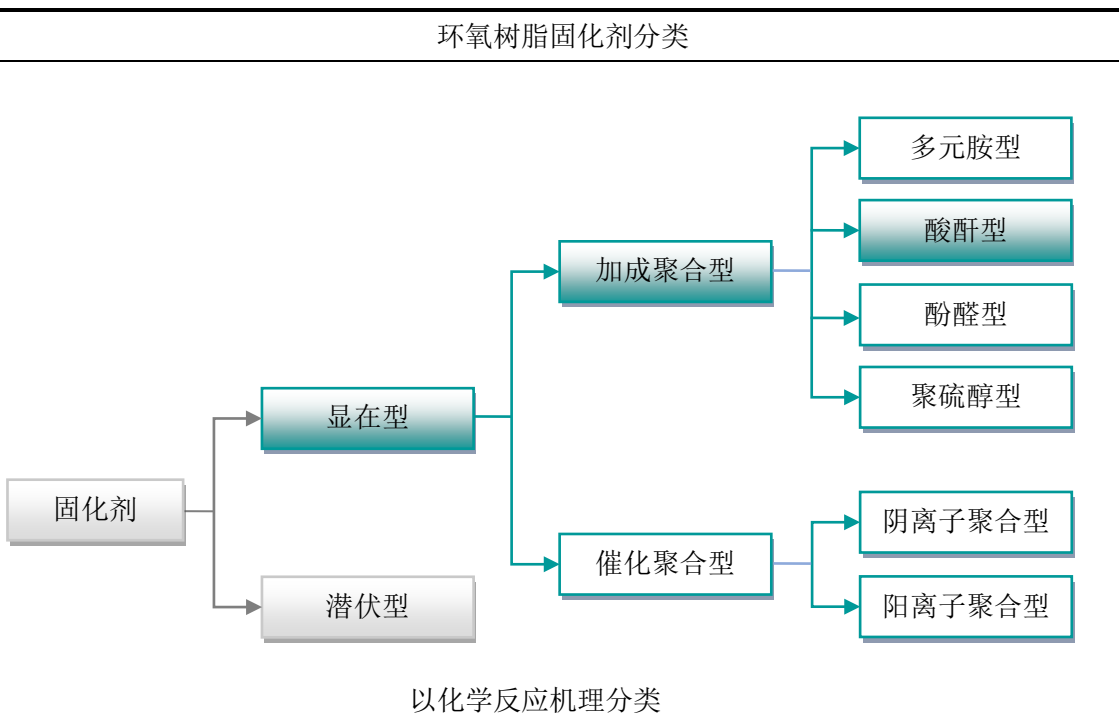 环氧树脂固化剂分类
多元胺型
酸酐型
加成聚合型
酚醛型
聚硫醇型
显在型
固化剂
阴离子聚合型
催化聚合型
潜伏型
阳离子聚合型
以化学反应机理分类